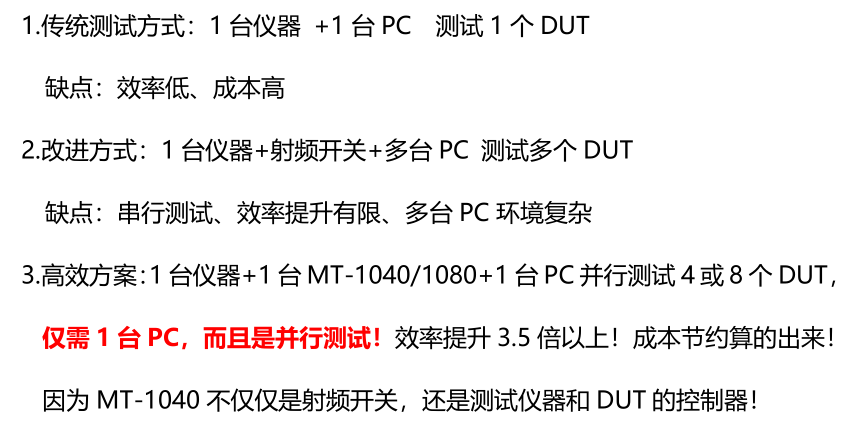 1.传统测试方式：1 台仪器 +1 台 PC 测试 1 个 DUT
缺点：效率低、成本高
2.改进方式：1 台仪器+射频开关+多台 PC 测试多个 DUT
缺点：串行测试、效率提升有限、多台 PC 环境复杂
3.高效方案：1 台仪器+1 台 MT-1040/1080+1 台 PC 并行测试 4 或 8 个 DUT，
仅需 1 台 PC，而且是并行测试！效率提升 3.5 倍以上！成本节约算的出来！
因为 MT-1040 不仅仅是射频开关，还是测试仪器和 DUT 的控制器！